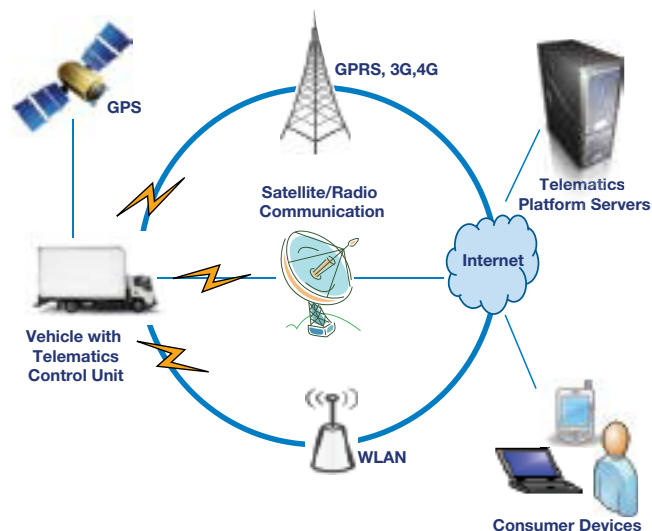 GPS
GPRS, 3G,4G
Telematics
Platform Servers
Satellite/Radio
Communication
Internet
Vehicle with
Telematics
Control Unit
WLAN
Consumer Devices